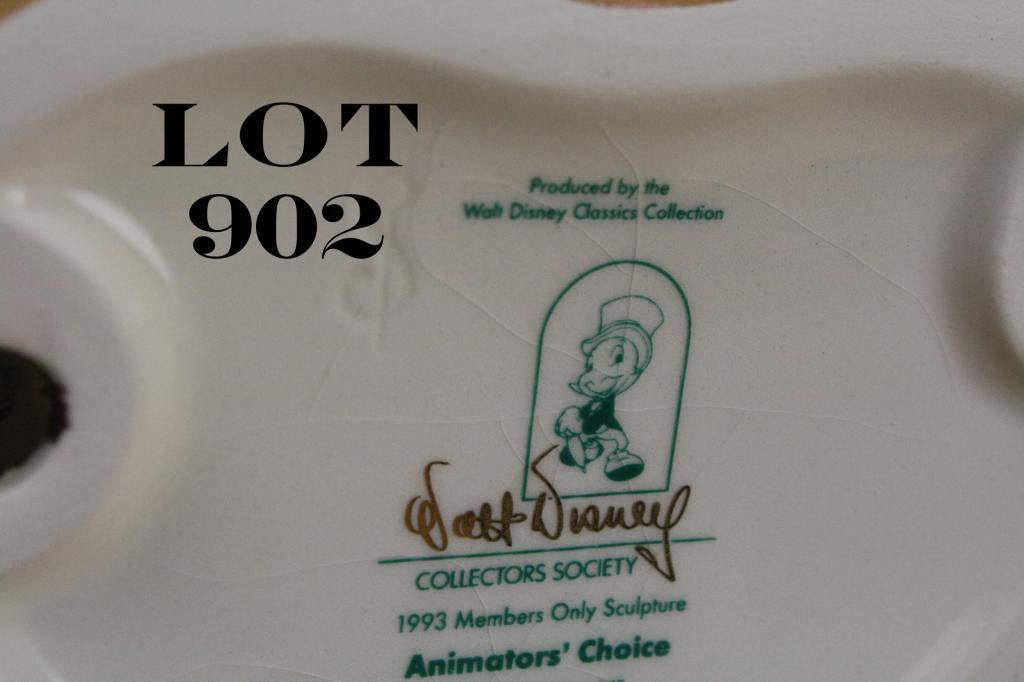 LOT
902
Produced by the
Walt Disney Classics Collection
Walt Disney
COLLECTORS SOCIETY
1993 Members Only Sculpture
Animators' Choice